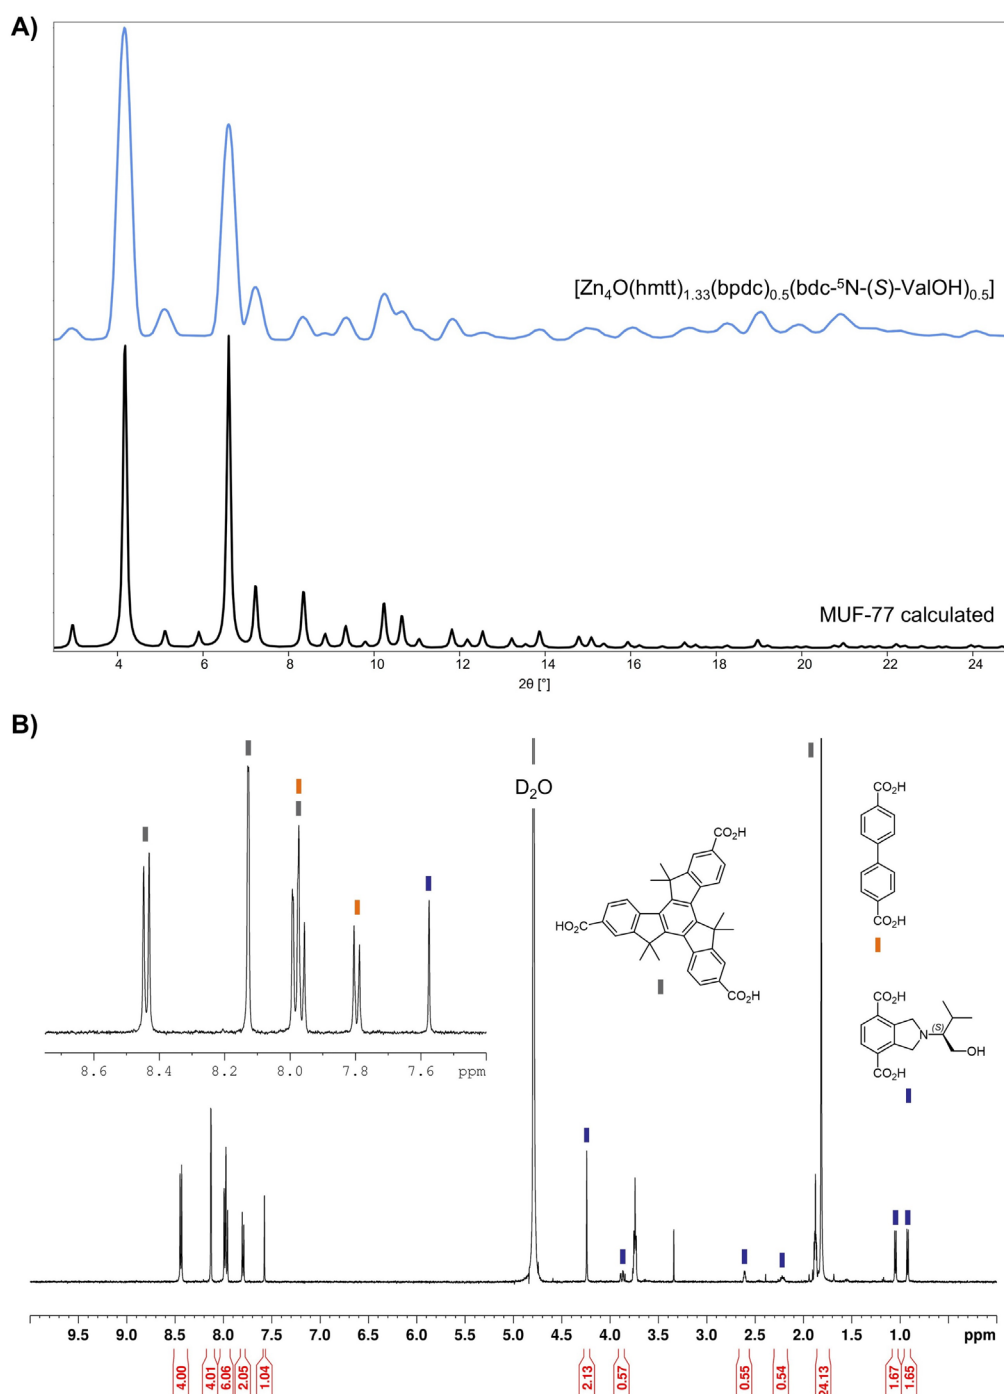 A)
[Zn₄O(hmtt)₁.₃₃(bpdc)₀.₅(bdc-⁵N-(S)-ValOH)₀.₅]
MUF-77 calculated
4 6 8 10 12 14 16 18 20 22 24
2θ [°]
B)
D₂O
CO₂H
CO₂H
HO₂C
CO₂H
CO₂H
CO₂H
CO₂H
N
(S)
OH
CO₂H
8.6 8.4 8.2 8.0 7.8 7.6 ppm
9.5 9.0 8.5 8.0 7.5 7.0 6.5 6.0 5.5 5.0 4.5 4.0 3.5 3.0 2.5 2.0 1.5 1.0 ppm
4.00 4.01 6.06 2.05 1.04 2.13 0.57 0.55 0.54 24.13 1.67 1.65